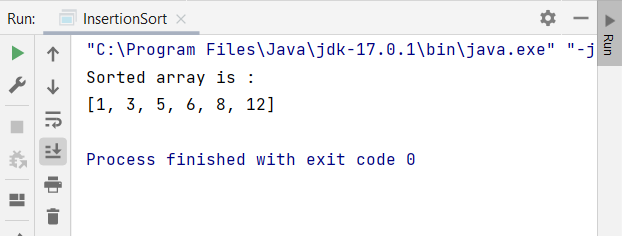 Run: InsertionSort
"C:\Program Files\Java\jdk-17.0.1\bin\java.exe" "-j
Sorted array is :
[1, 3, 5, 6, 8, 12]
Process finished with exit code 0
Run